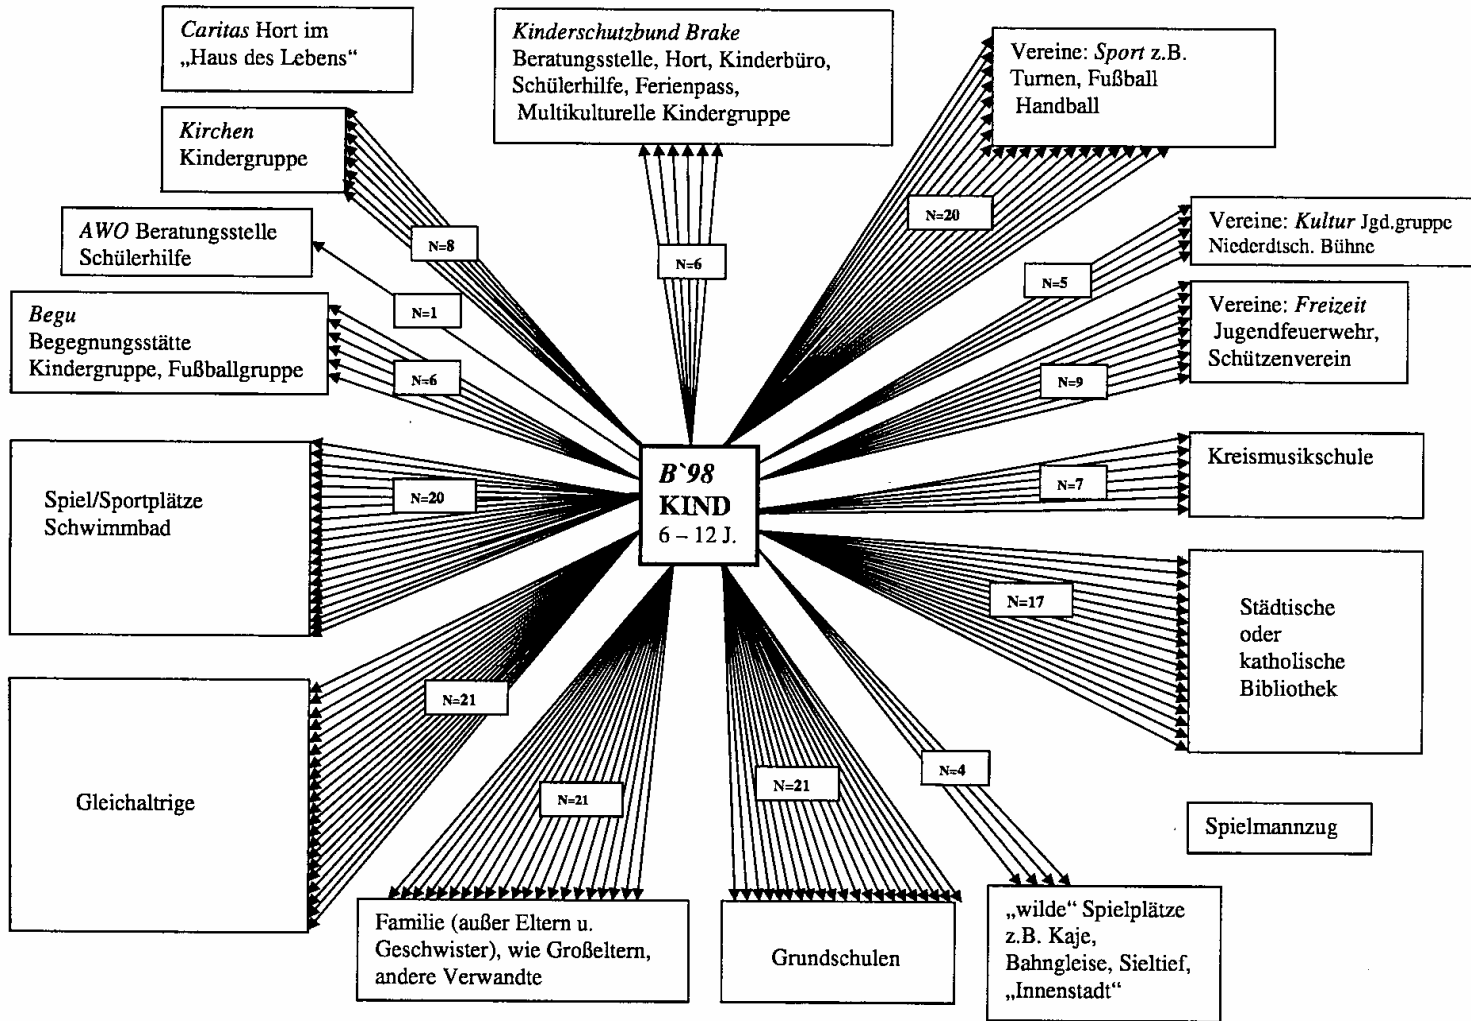 Caritas Hort im
„Haus des Lebens“
Kinderschutzbund Brake
Beratungsstelle, Hort, Kinderbüro,
Schülerhilfe, Ferienpass,
Multikulturelle Kindergruppe
Vereine: Sport z.B.
Turnen, Fußball
Handball
Kirchen
Kindergruppe
AWO Beratungsstelle
Schülerhilfe
N=8
N=6
N=20
N=5
Vereine: Kultur Jgd.gruppe
Niederdtsch. Bühne
Begu
Begegnungsstätte
Kindergruppe, Fußballgruppe
N=1
N=6
N=9
Vereine: Freizeit
Jugendfeuerwehr,
Schützenverein
Spiel/Sportplätze
Schwimmbad
N=20
B`98
KIND
6 – 12 J.
N=7
Kreismusikschule
N=17
Städtische
oder
katholische
Bibliothek
Gleichaltrige
N=21
N=21
N=21
N=4
Spielmannzug
Familie (außer Eltern u.
Geschwister), wie Großeltern,
andere Verwandte
Grundschulen
„wilde“ Spielplätze
z.B. Kaje,
Bahngleise, Sieltief,
„Innenstadt“